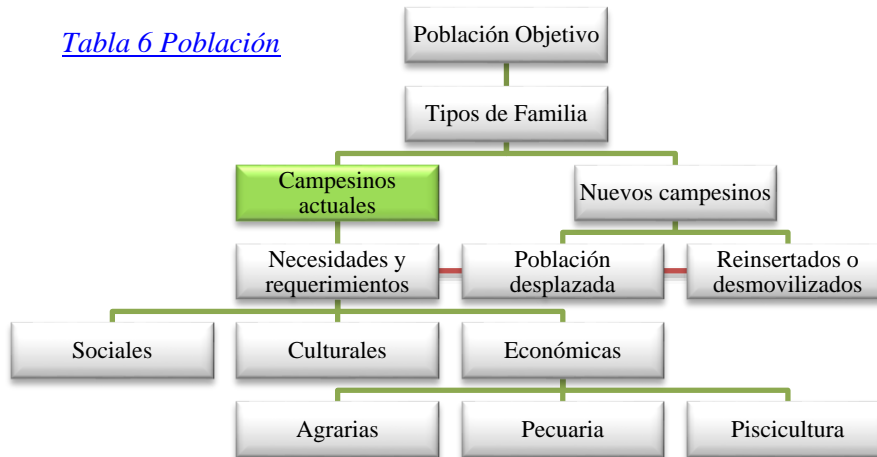 Tabla 6 Población
Población Objetivo
Tipos de Familia
Campesinos
actuales
Nuevos campesinos
Necesidades y
requerimientos
Población
desplazada
Reinsertados o
desmovilizados
Sociales
Culturales
Económicas
Agrarias
Pecuaria
Piscicultura